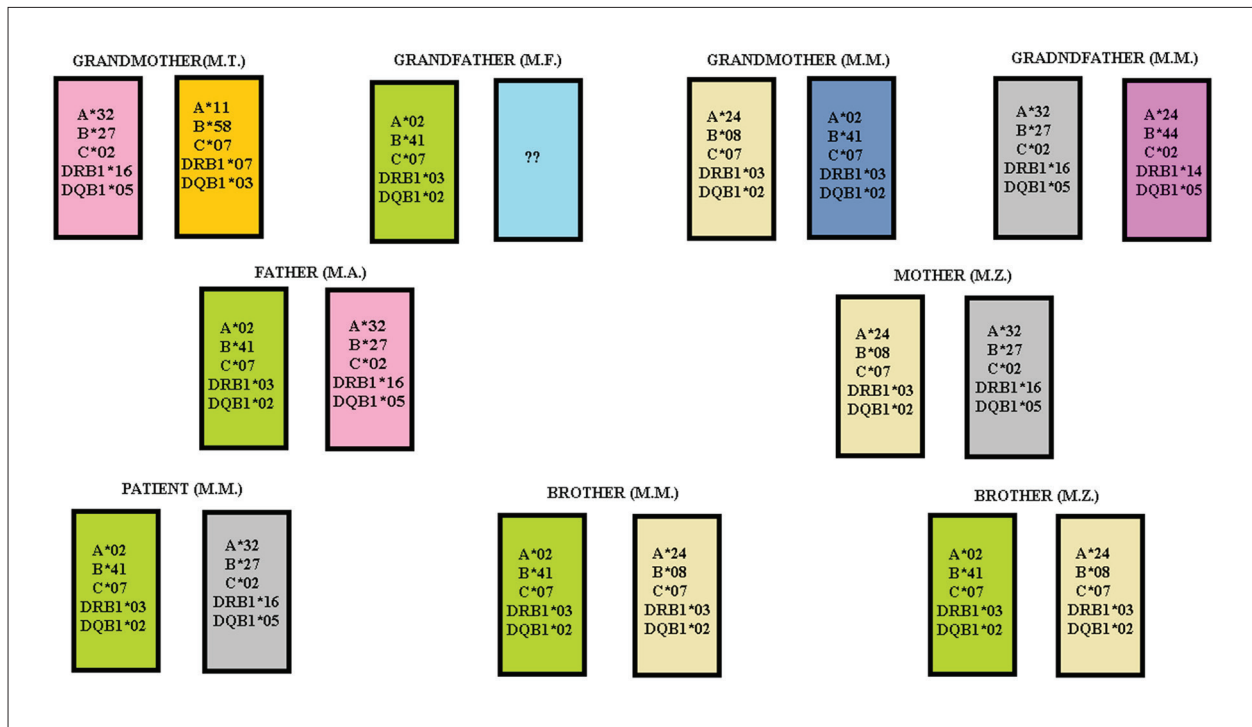 GRANDMOTHER(M.T.)
A*32
B*27
C*02
DRB1*16
DQB1*05
A*11
B*58
C*07
DRB1*07
DQB1*03
GRANDFATHER (M.F.)
A*02
B*41
C*07
DRB1*03
DQB1*02
??
GRANDMOTHER (M.M.)
A*24
B*08
C*07
DRB1*03
DQB1*02
A*02
B*41
C*07
DRB1*03
DQB1*02
GRADNDFATHER (M.M.)
A*32
B*27
C*02
DRB1*16
DQB1*05
A*24
B*44
C*02
DRB1*14
DQB1*05
FATHER (M.A.)
A*02
B*41
C*07
DRB1*03
DQB1*02
A*32
B*27
C*02
DRB1*16
DQB1*05
MOTHER (M.Z.)
A*24
B*08
C*07
DRB1*03
DQB1*02
A*32
B*27
C*02
DRB1*16
DQB1*05
PATIENT (M.M.)
A*02
B*41
C*07
DRB1*03
DQB1*02
A*32
B*27
C*02
DRB1*16
DQB1*05
BROTHER (M.M.)
A*02
B*41
C*07
DRB1*03
DQB1*02
A*24
B*08
C*07
DRB1*03
DQB1*02
BROTHER (M.Z.)
A*02
B*41
C*07
DRB1*03
DQB1*02
A*24
B*08
C*07
DRB1*03
DQB1*02